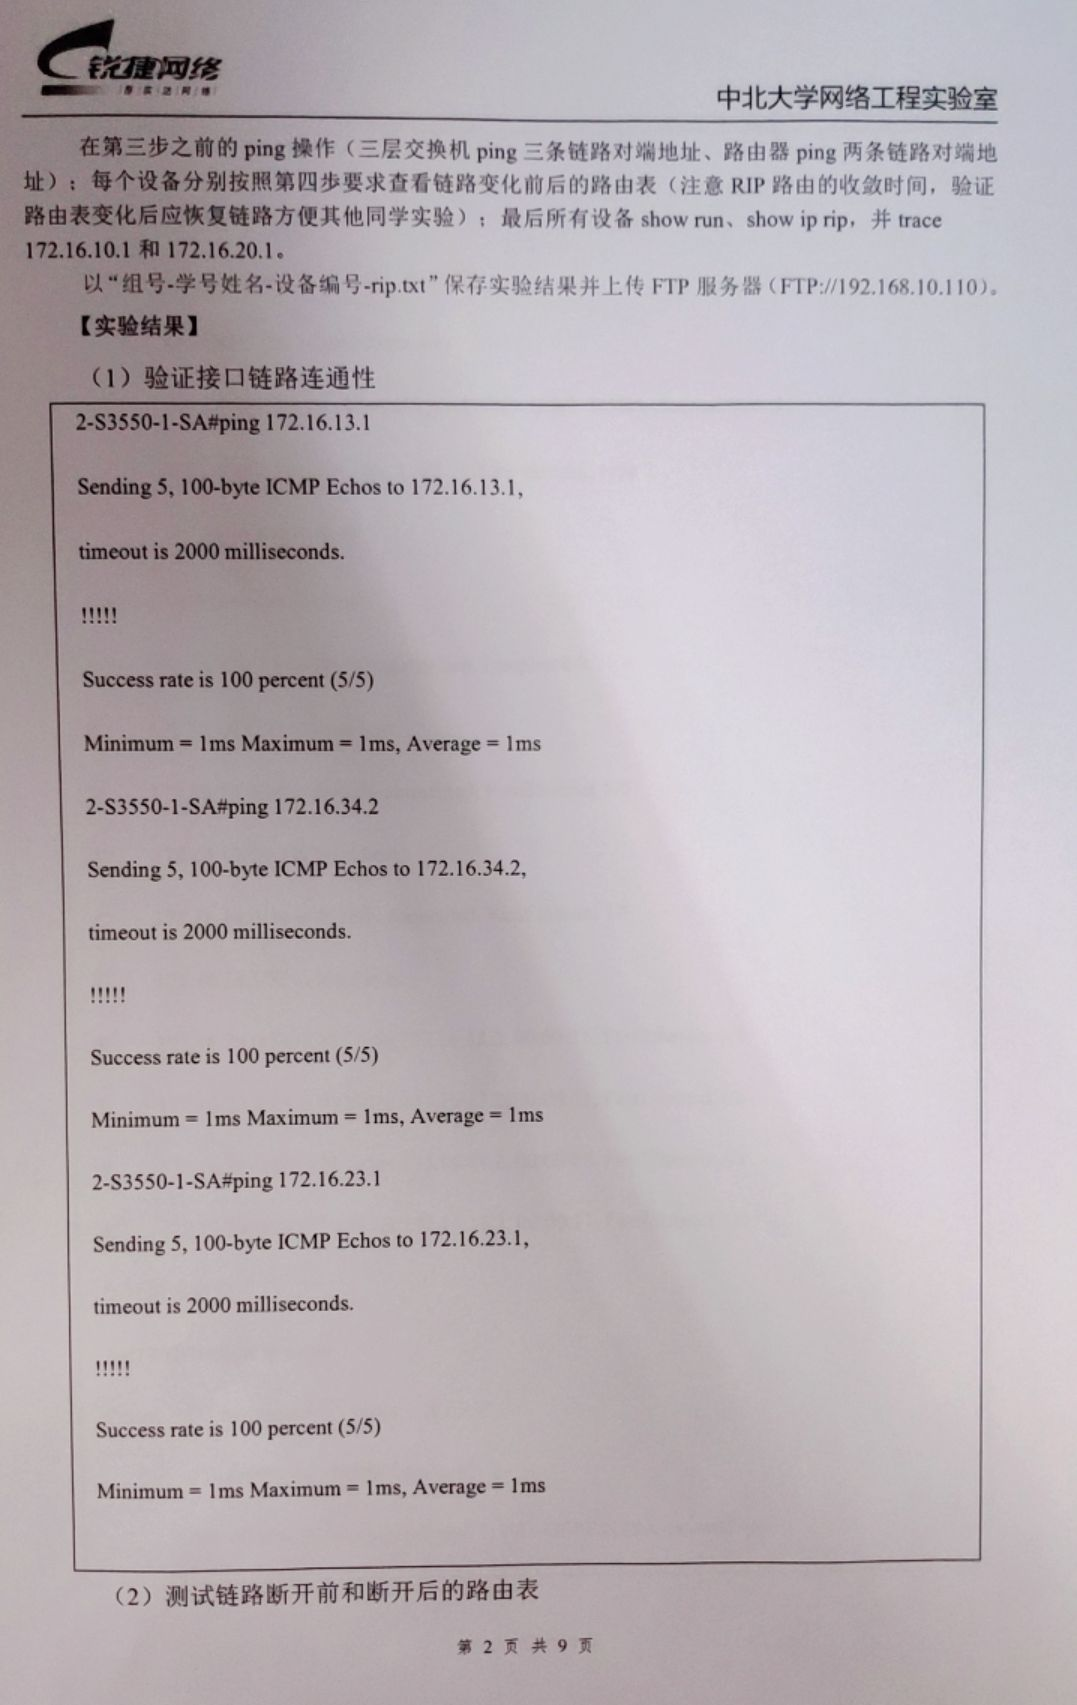 锐捷网络
中北大学网络工程实验室
在第三步之前的 ping 操作（三层交换机 ping 三条链路对端地址、路由器 ping 两条链路对端地
址）；每个设备分别按照第四步要求查看链路变化前后的路由表（注意 RIP 路由的收敛时间，验证
路由表变化后应恢复链路方便其他同学实验）；最后所有设备 show run、show ip rip，并 trace
172.16.10.1 和 172.16.20.1。
以“组号-学号姓名-设备编号-rip.txt”保存实验结果并上传 FTP 服务器（FTP://192.168.10.110）。
【实验结果】
（1）验证接口链路连通性
2-S3550-1-SA#ping 172.16.13.1
Sending 5, 100-byte ICMP Echos to 172.16.13.1,
timeout is 2000 milliseconds.
!!!!!
Success rate is 100 percent (5/5)
Minimum = 1ms Maximum = 1ms, Average = 1ms
2-S3550-1-SA#ping 172.16.34.2
Sending 5, 100-byte ICMP Echos to 172.16.34.2,
timeout is 2000 milliseconds.
!!!!!
Success rate is 100 percent (5/5)
Minimum = 1ms Maximum = 1ms, Average = 1ms
2-S3550-1-SA#ping 172.16.23.1
Sending 5, 100-byte ICMP Echos to 172.16.23.1,
timeout is 2000 milliseconds.
!!!!!
Success rate is 100 percent (5/5)
Minimum = 1ms Maximum = 1ms, Average = 1ms
（2）测试链路断开前和断开后的路由表
第 2 页 共 9 页